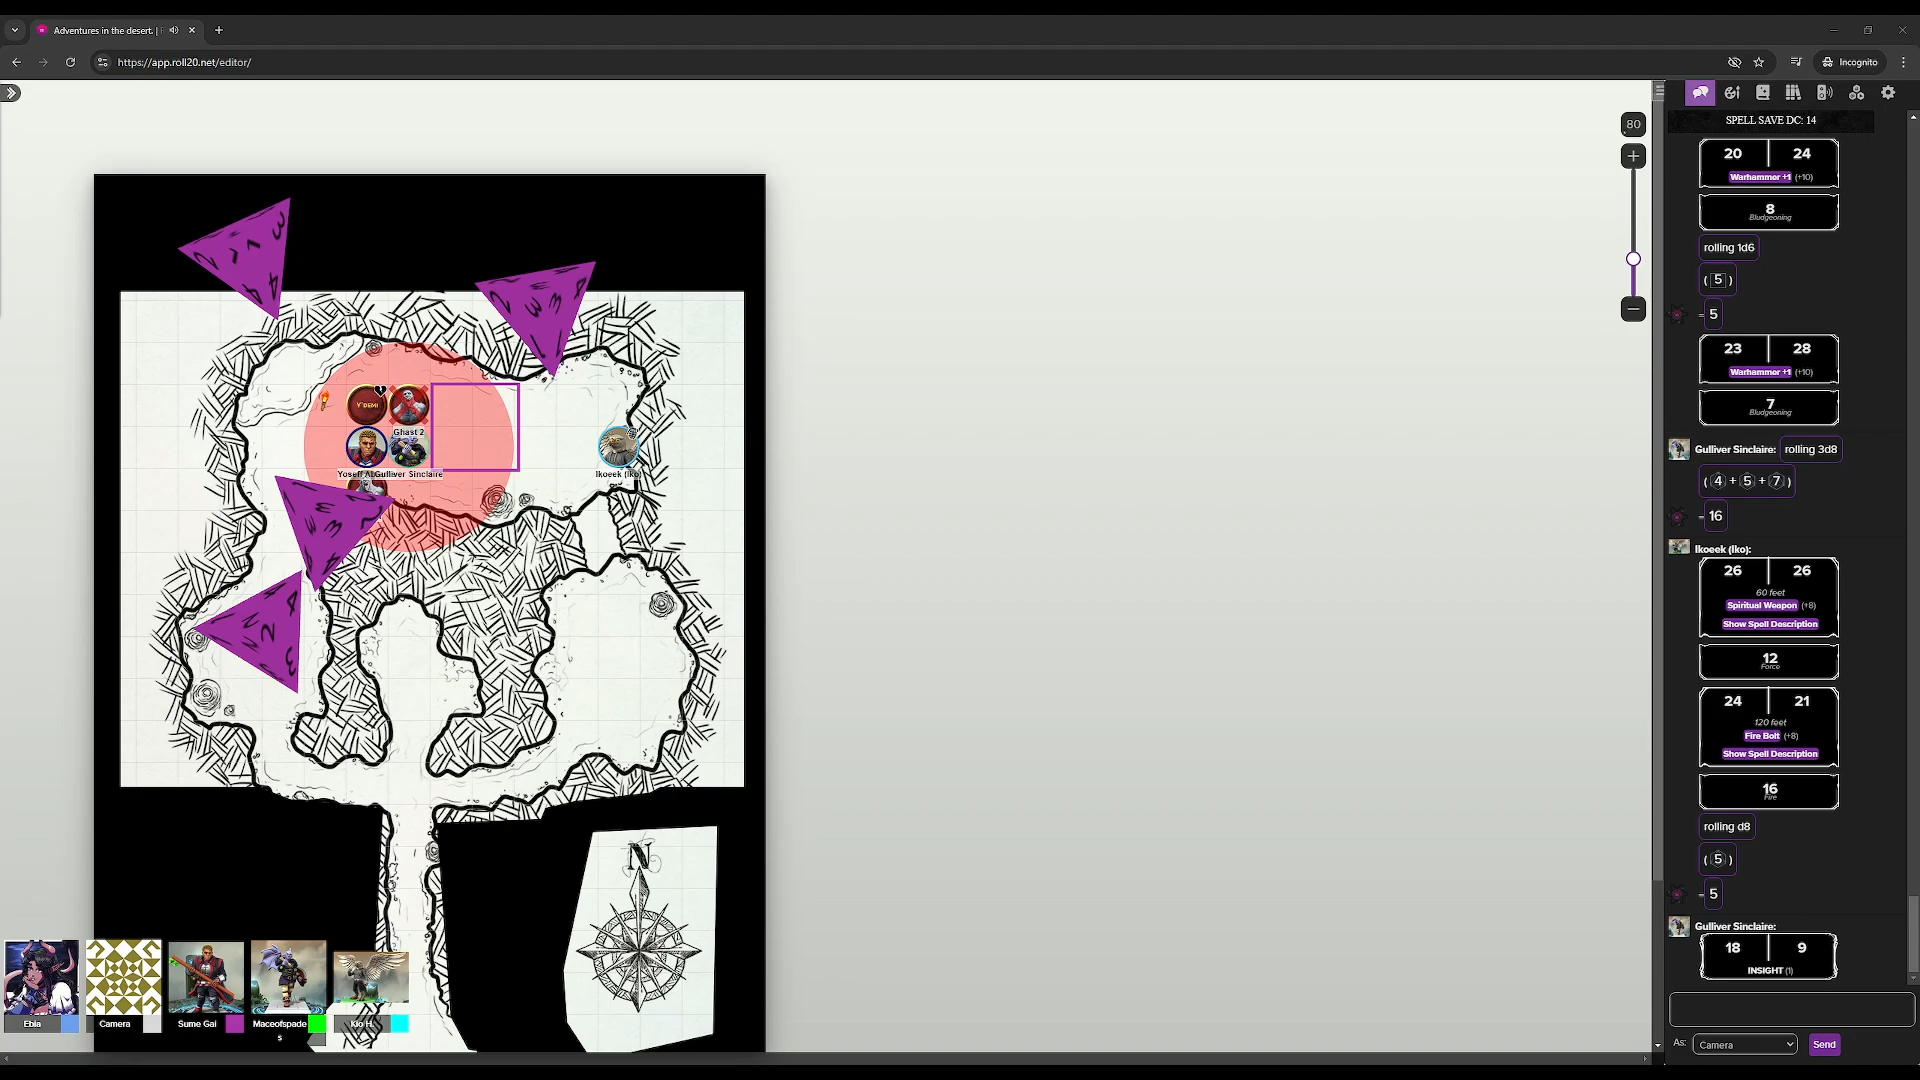 Adventures in the desert. |
https://app.roll20.net/editor/
Incognito
80
Y'DEMI
Ghast 2
Gulliver Sinclaire
Ikoeek (Iko)
N
Ebia
Camera
Sume Gai
Maceofspades
Kio H.
SPELL SAVE DC: 14
20 24
Warhammer +1 (+10)
8
Bludgeoning
rolling 1d6
( 5 )
=5
23 28
Warhammer +1 (+10)
7
Bludgeoning
Gulliver Sinclaire: rolling 3d8
( 4 + 5 + 7 )
=16
Ikoeek (Iko):
26 26
60 feet
Spiritual Weapon (+8)
Show Spell Description
12
Force
24 21
120 feet
Fire Bolt (+8)
Show Spell Description
16
Fire
rolling d8
( 5 )
=5
Gulliver Sinclaire:
18 9
INSIGHT (1)
As: Camera Send